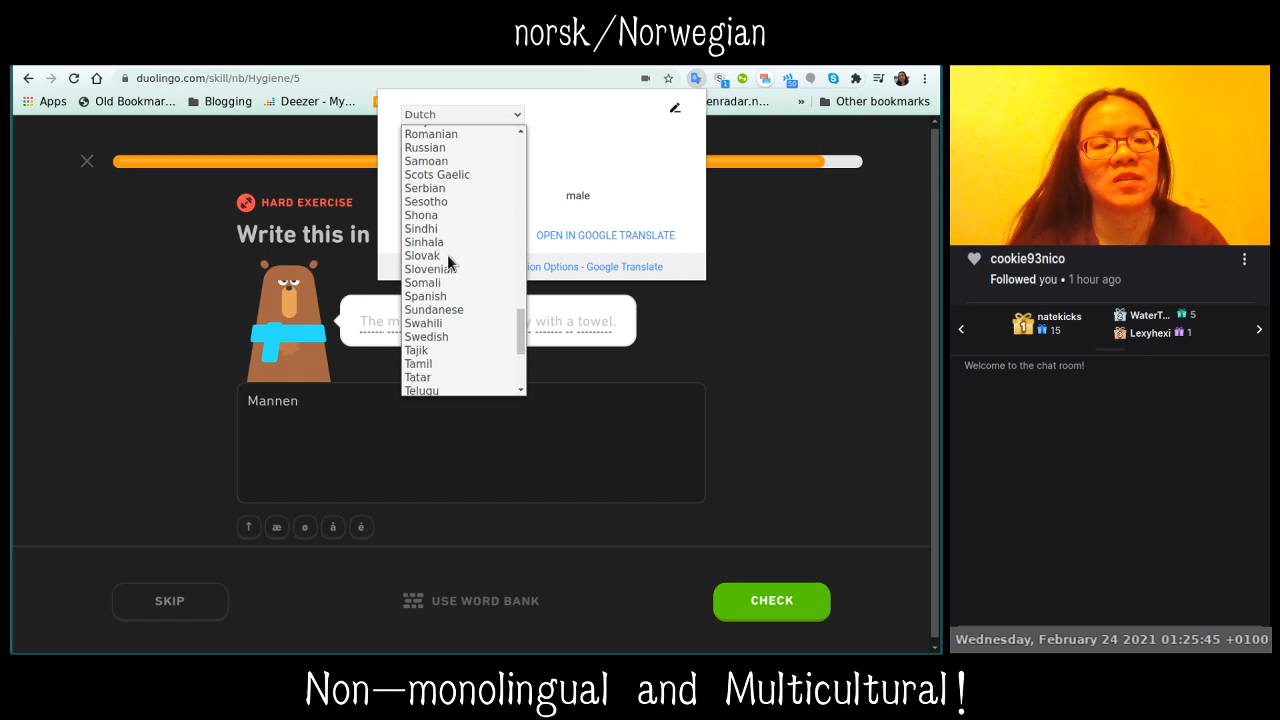 norsk/Norwegian
duolingo.com/skill/nb/Hygiene/5
Apps
Old Bookmar...
Blogging
Deezer - My...
enradar.n...
»
Other bookmarks
Dutch
Romanian
Russian
Samoan
Scots Gaelic
Serbian
Sesotho
Shona
Sindhi
Sinhala
Slovak
Slovenian
Somali
Spanish
Sundanese
Swahili
Swedish
Tajik
Tamil
Tatar
Telugu
male
OPEN IN GOOGLE TRANSLATE
ion Options - Google Translate
HARD EXERCISE
Write this in
The m
with a towel.
Mannen
↑ æ ø å é
SKIP
USE WORD BANK
CHECK
cookie93nico
Followed you • 1 hour ago
1 natekicks
15
WaterT... 5
Lexyhexi 1
Welcome to the chat room!
Wednesday, February 24 2021 01:25:45 +0100
Non-monolingual and Multicultural!